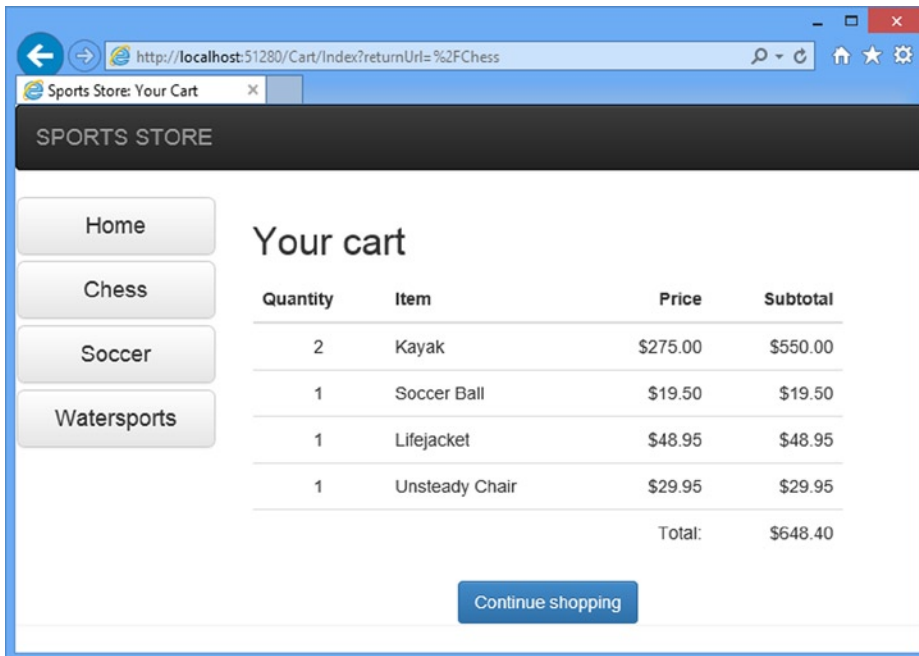 http://localhost:51280/Cart/Index?returnUrl=%2FChess
Sports Store: Your Cart
SPORTS STORE
Home
Chess
Soccer
Watersports
Your cart
Quantity Item Price Subtotal
2 Kayak $275.00 $550.00
1 Soccer Ball $19.50 $19.50
1 Lifejacket $48.95 $48.95
1 Unsteady Chair $29.95 $29.95
Total: $648.40
Continue shopping